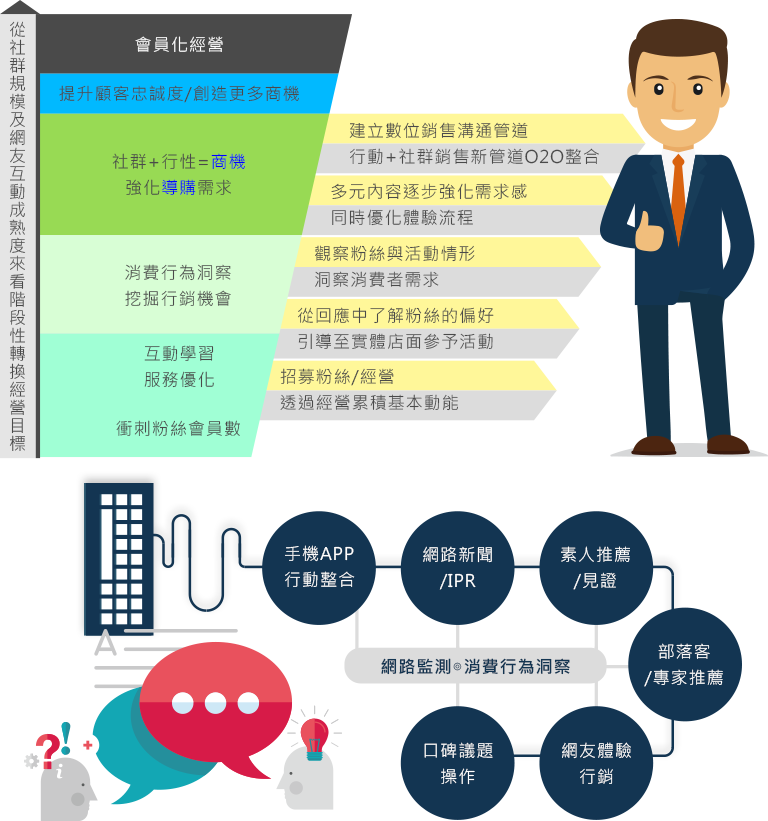 從社群規模及網友互動成熟度來看階段性轉換經營目標
會員化經營
提升顧客忠誠度/創造更多商機
社群+行性=商機
強化導購需求
建立數位銷售溝通管道
行動+社群銷售新管道O2O整合
多元內容逐步強化需求感
同時優化體驗流程
消費行為洞察
挖掘行銷機會
觀察粉絲與活動情形
洞察消費者需求
從回應中了解粉絲的偏好
引導至實體店面參予活動
互動學習
服務優化
衝刺粉絲會員數
招募粉絲/經營
透過經營累積基本動能
手機APP
行動整合
網路新聞
/IPR
素人推薦
/見證
部落客
/專家推薦
網路監測◎消費行為洞察
口碑議題
操作
網友體驗
行銷
A
?!
+
i